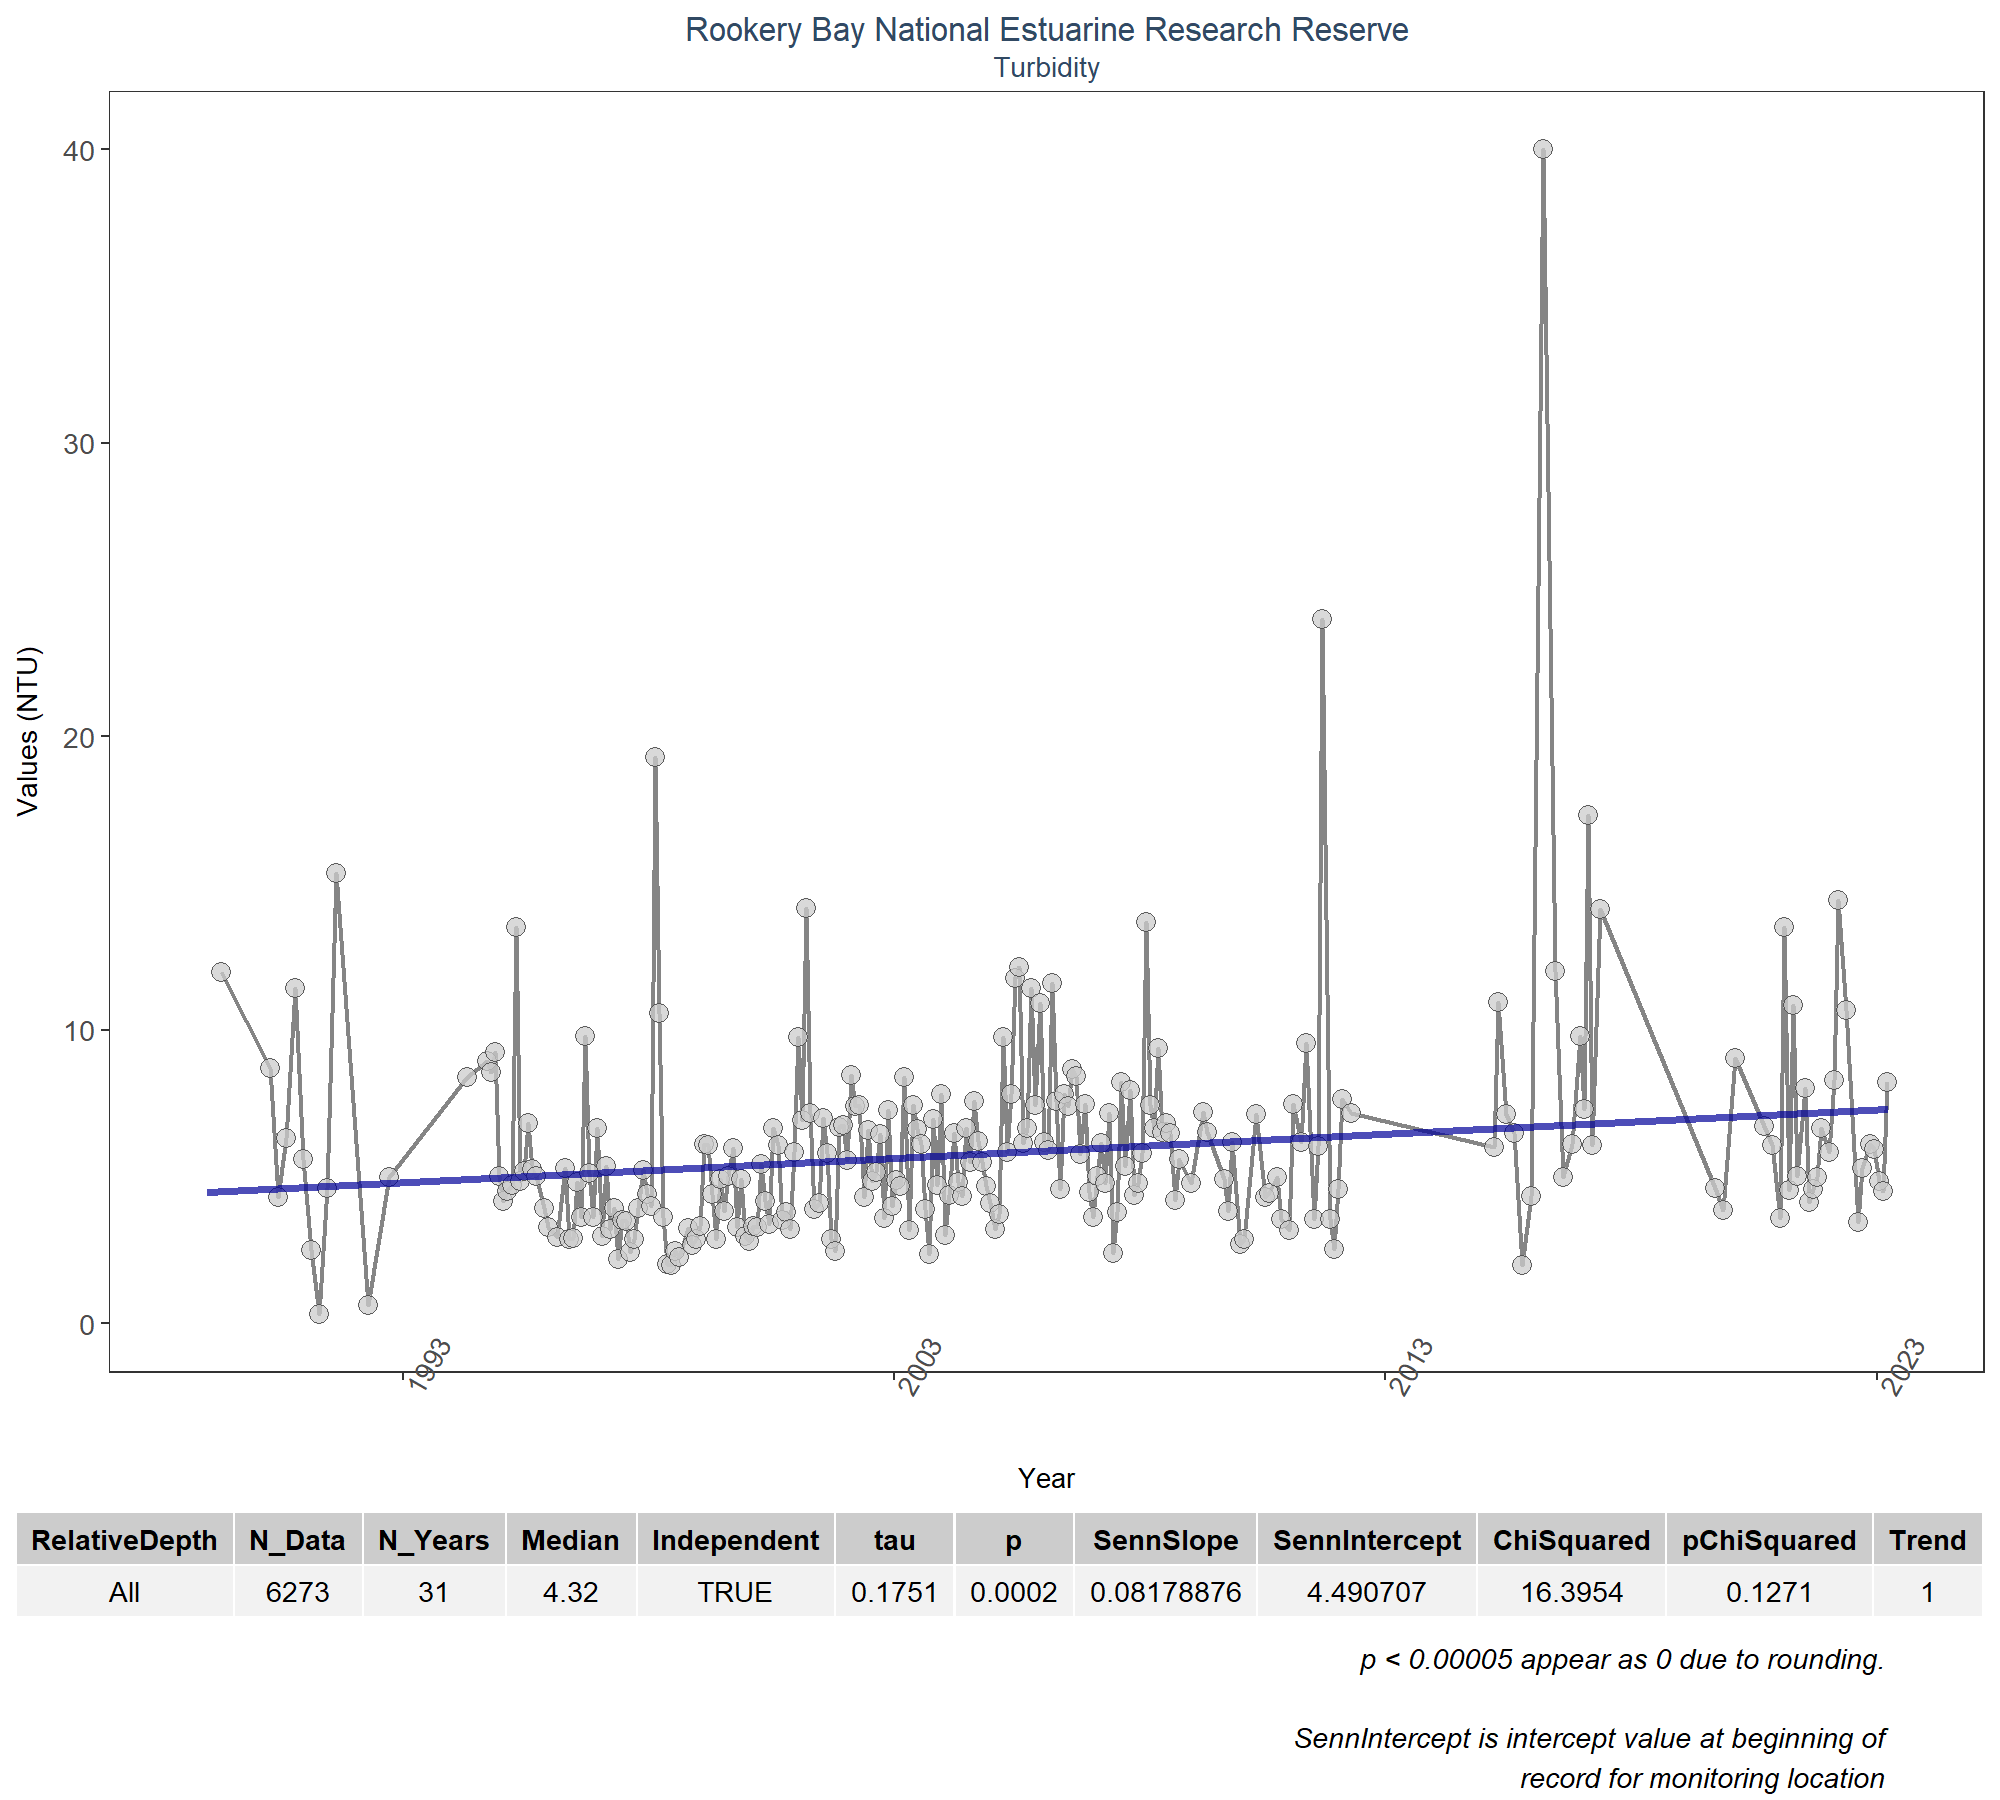 Rookery Bay National Estuarine Research Reserve
Turbidity
40
30
20
10
0
Values (NTU)
1993
2003
2013
2023
Year
RelativeDepth N_Data N_Years Median Independent tau p SennSlope SennIntercept ChiSquared pChiSquared Trend
All 6273 31 4.32 TRUE 0.1751 0.0002 0.08178876 4.490707 16.3954 0.1271 1
p < 0.00005 appear as 0 due to rounding.
SennIntercept is intercept value at beginning of
record for monitoring location